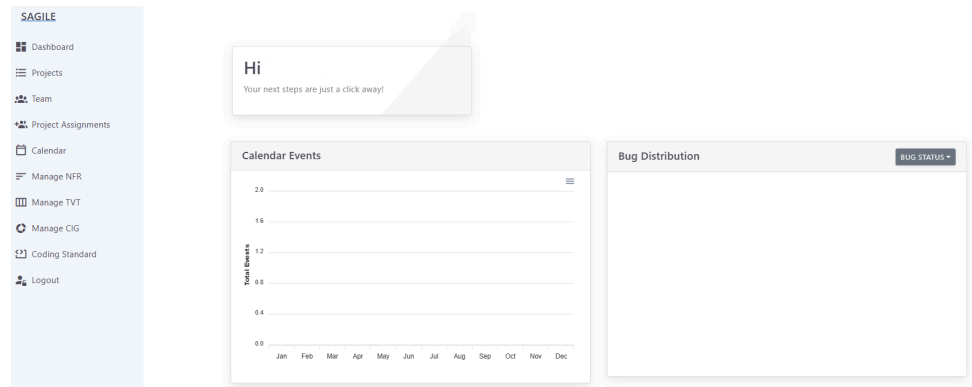 SAGILE
Dashboard
Projects
Team
Project Assignments
Calendar
Manage NFR
Manage TVT
Manage CIG
Coding Standard
Logout
Hi
Your next steps are just a click away!
Calendar Events
Total Events
2.0
1.6
1.2
0.8
0.4
0.0
Jan Feb Mar Apr May Jun Jul Aug Sep Oct Nov Dec
Bug Distribution
BUG STATUS